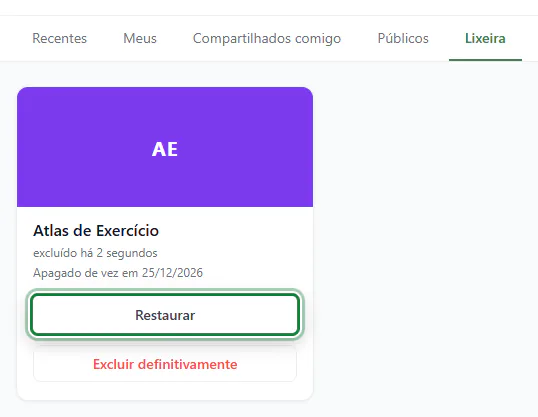 Recentes
Meus
Compartilhados comigo
Públicos
Lixeira
AE
Atlas de Exercício
excluído há 2 segundos
Apagado de vez em 25/12/2026
Restaurar
Excluir definitivamente